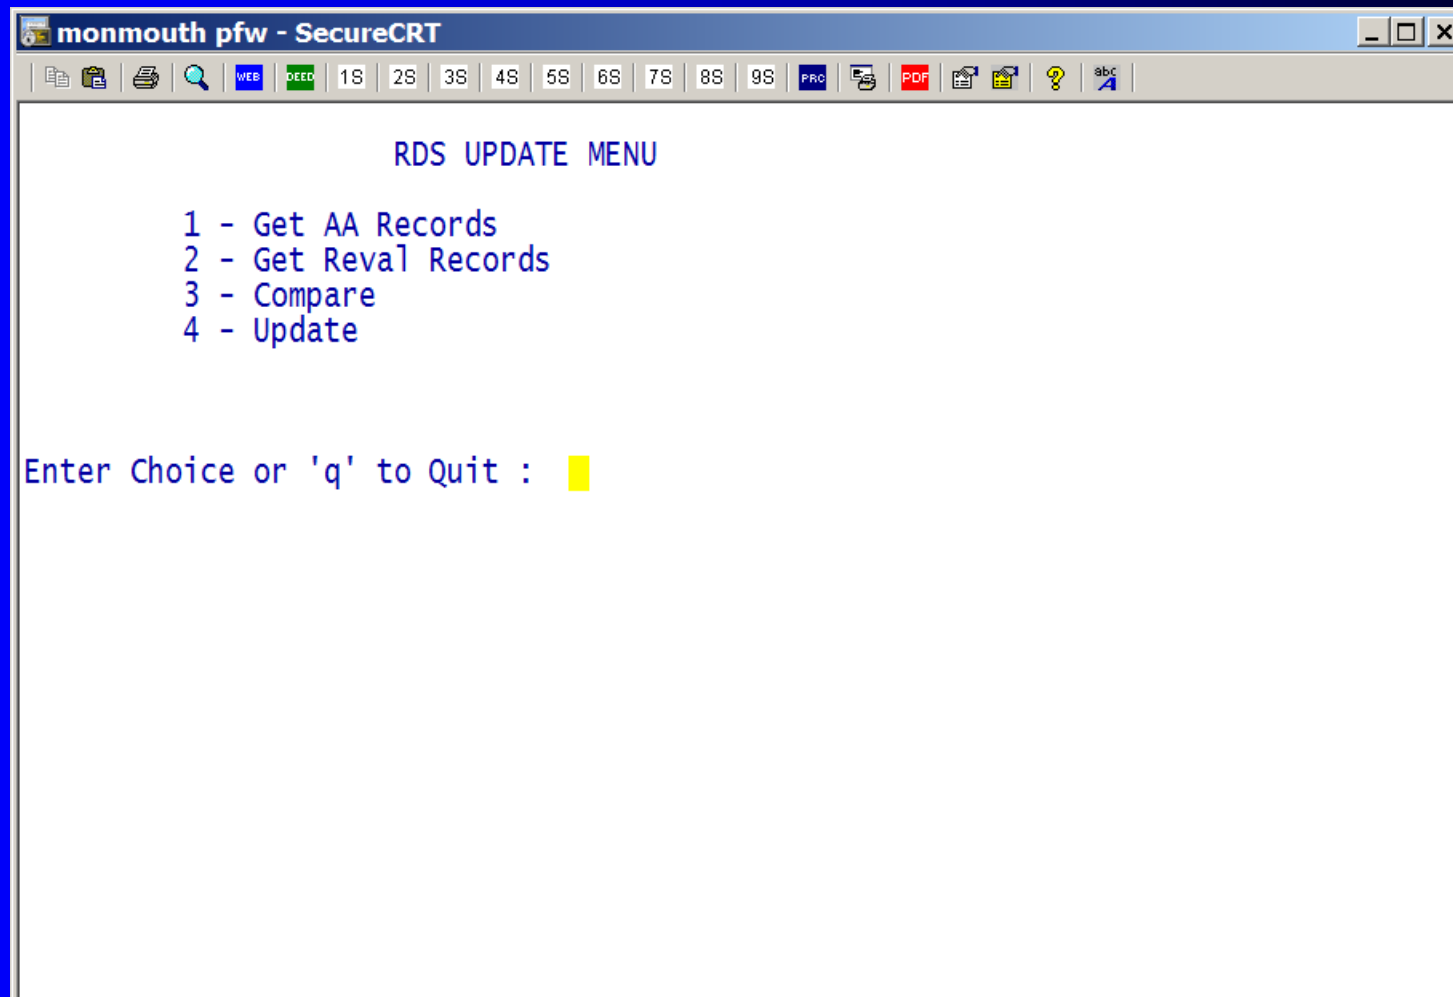 monmouth pfw - SecureCRT
WEB DEED 1S 2S 3S 4S 5S 6S 7S 8S 9S PRC PDF abc A
RDS UPDATE MENU
1 - Get AA Records
2 - Get Reval Records
3 - Compare
4 - Update
Enter Choice or 'q' to Quit :